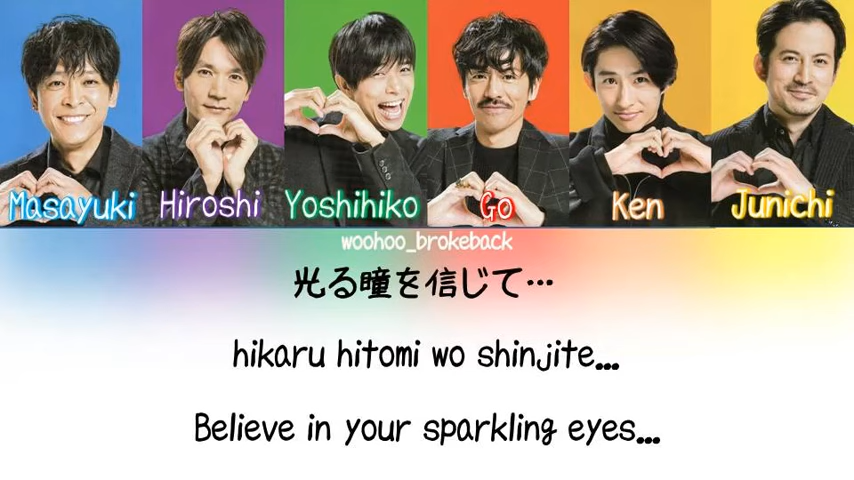 Masayuki Hiroshi Yoshihiko Go Ken Junichi
woohoo_brokeback
光る瞳を信じて…
hikaru hitomi wo shinjite...
Believe in your sparkling eyes...